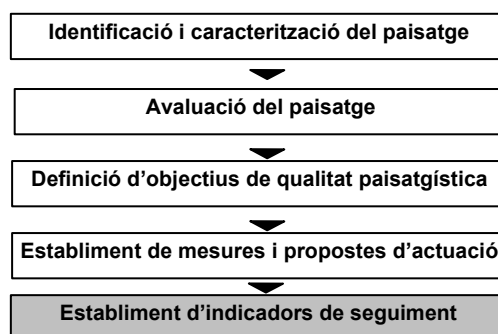 Identificació i caracterització del paisatge
Avaluació del paisatge
Definició d’objectius de qualitat paisatgística
Establiment de mesures i propostes d’actuació
Establiment d’indicadors de seguiment